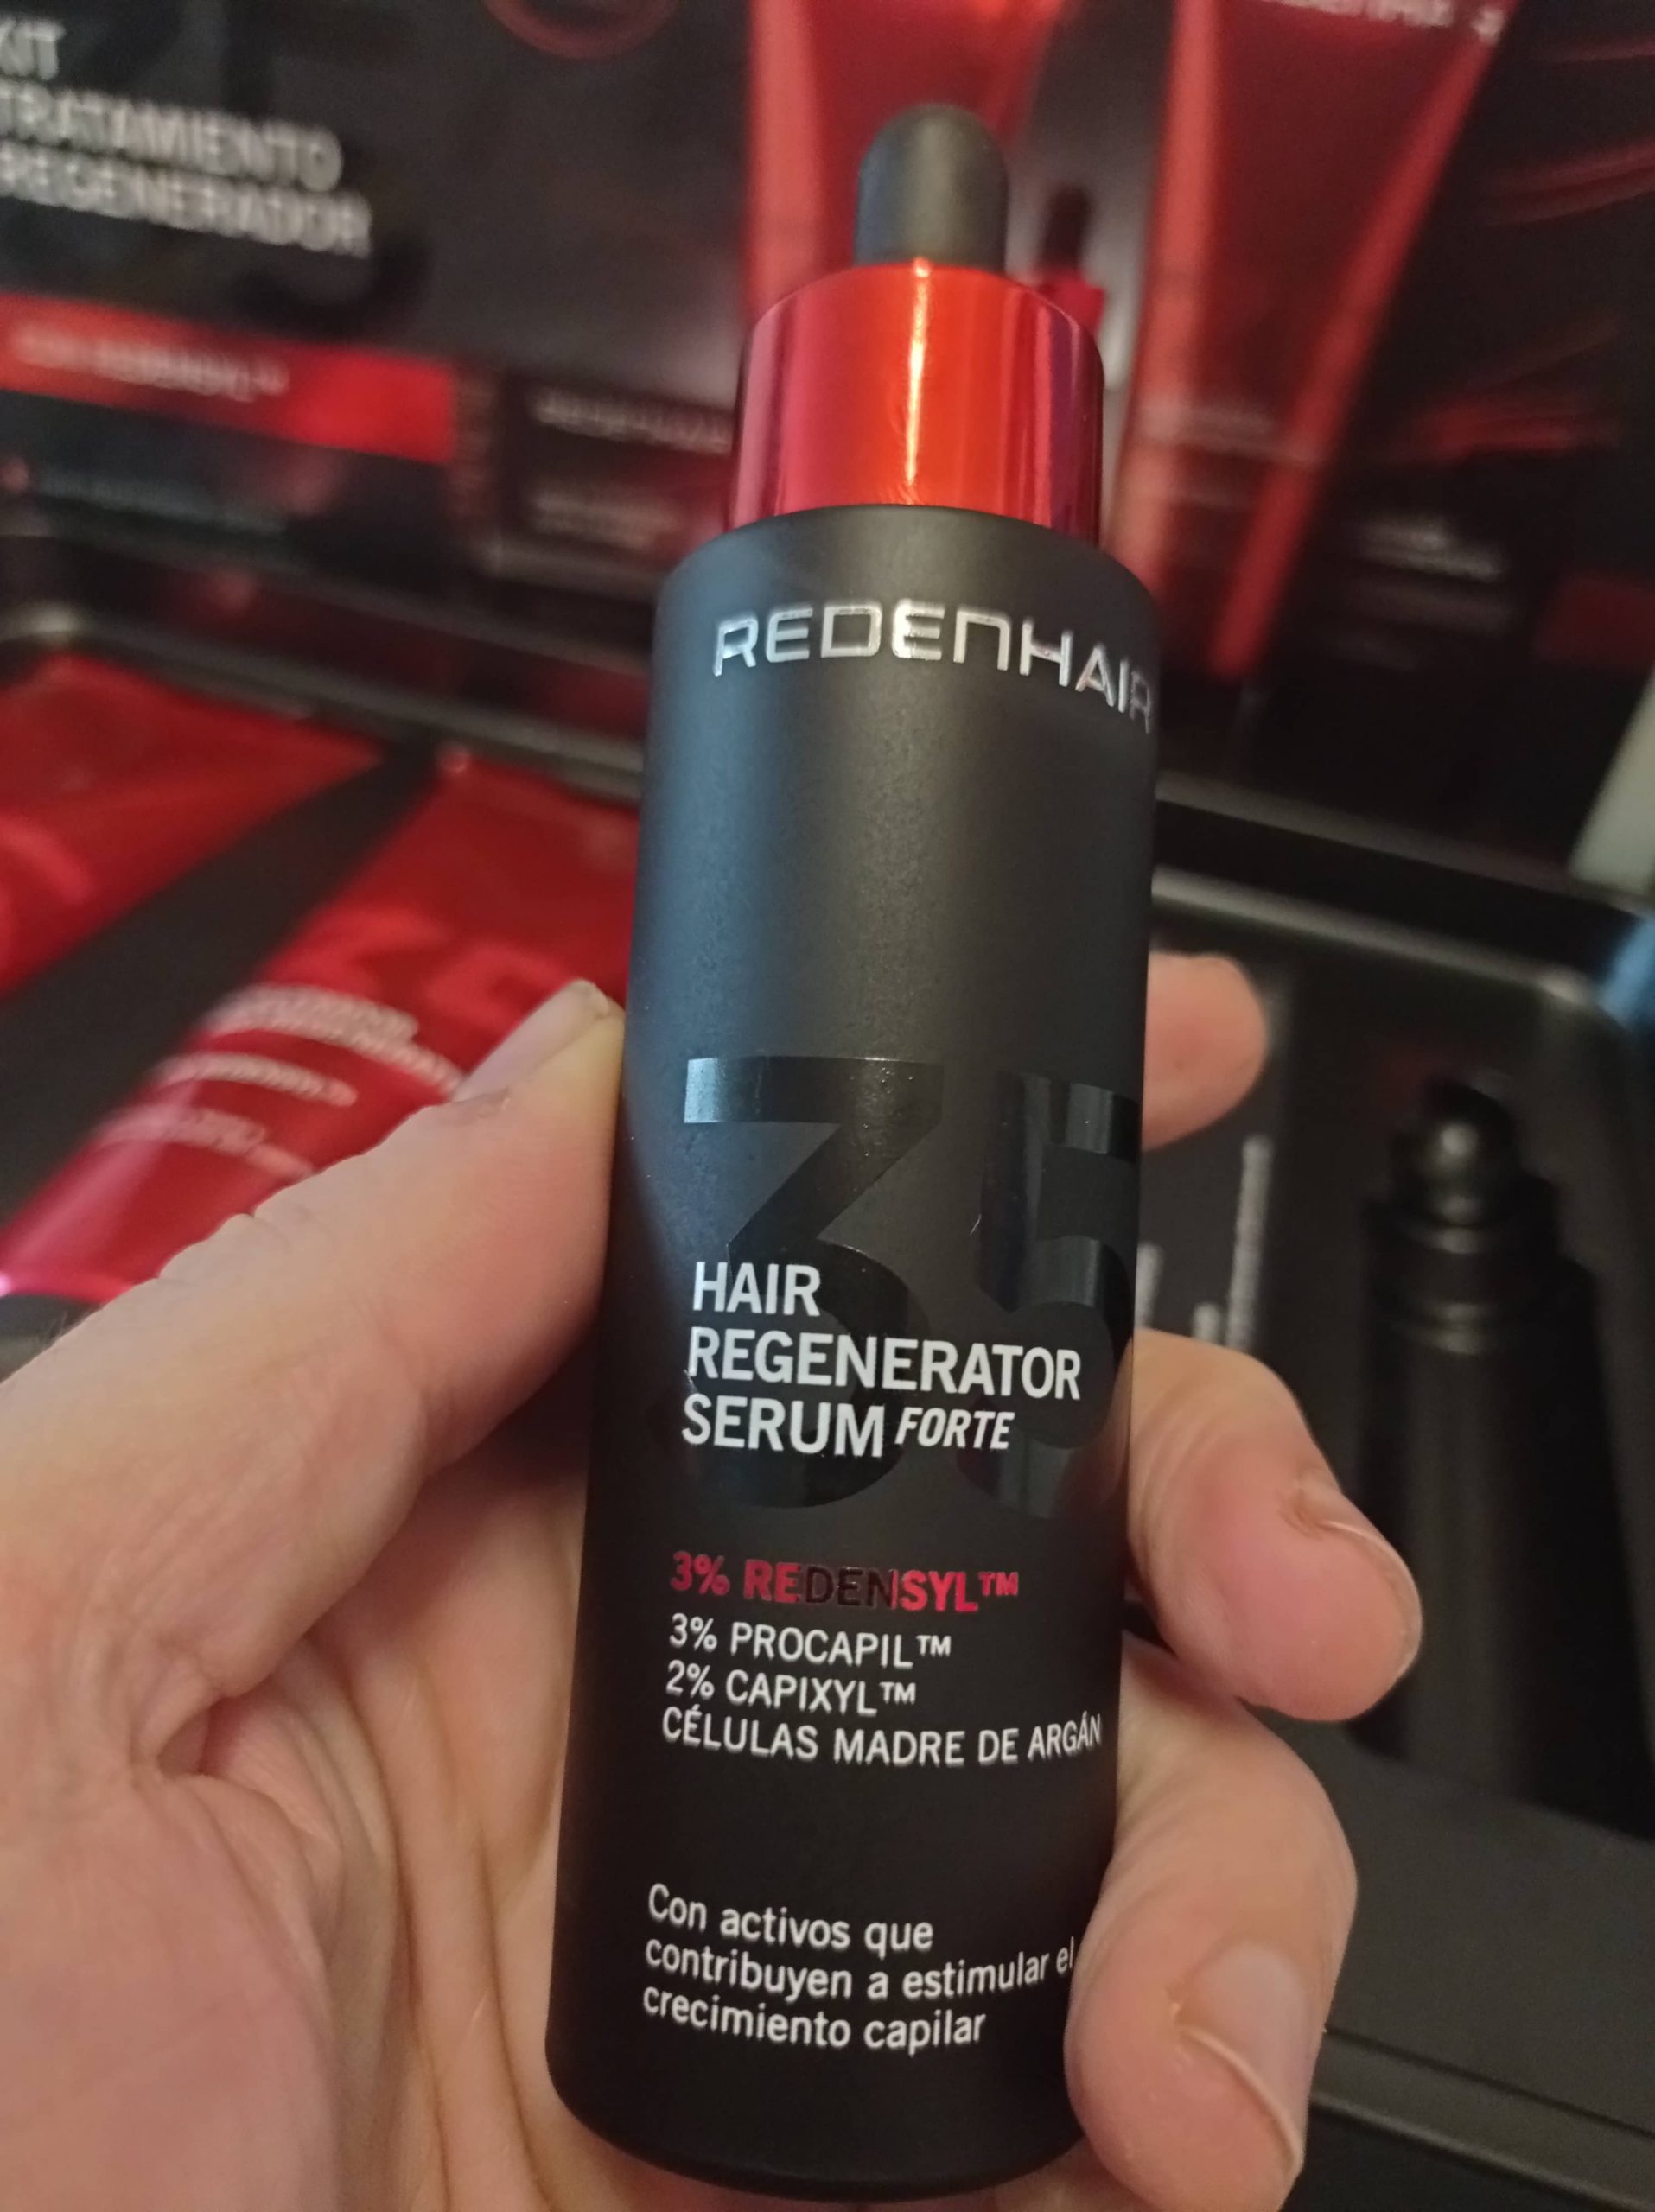 KIT
TRATAMIENTO
REGENERADOR
REDENHAIR
35
HAIR
REGENERATOR
SERUM FORTE
3% REDENSYL™
3% PROCAPIL™
2% CAPIXYL™
CÉLULAS MADRE DE ARGÁN
Con activos que
contribuyen a estimular el
crecimiento capilar